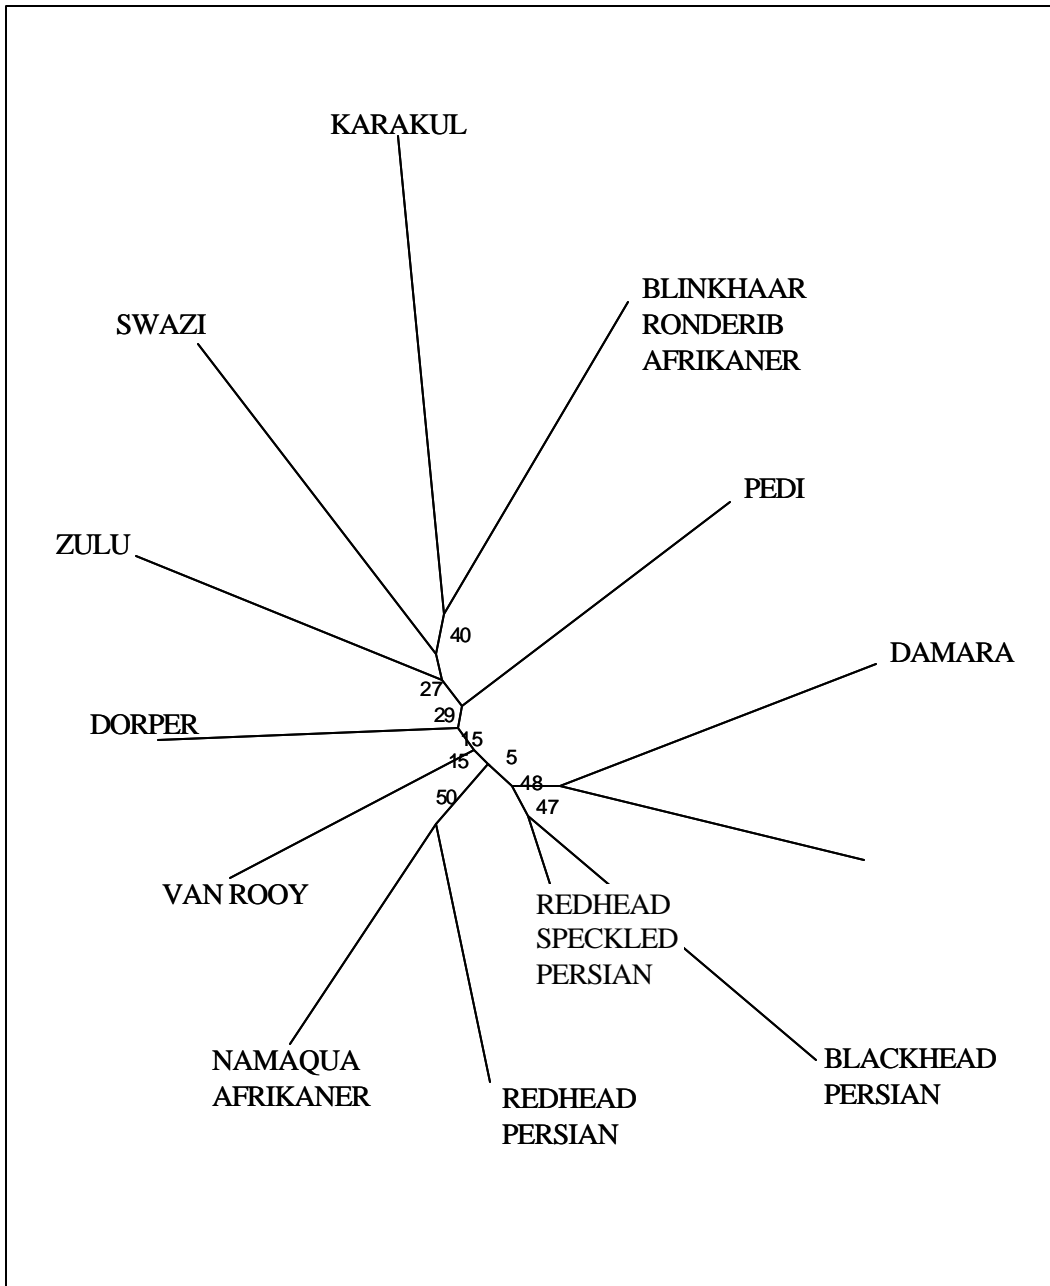 KARAKUL
BLINKHAAR
RONDERIB
AFRIKANER
SWAZI
PEDI
ZULU
40
DAMARA
27
29
DORPER
15
5
15
48
50
47
VAN ROOY
REDHEAD
SPECKLED
PERSIAN
NAMAQUA
AFRIKANER
BLACKHEAD
PERSIAN
REDHEAD
PERSIAN